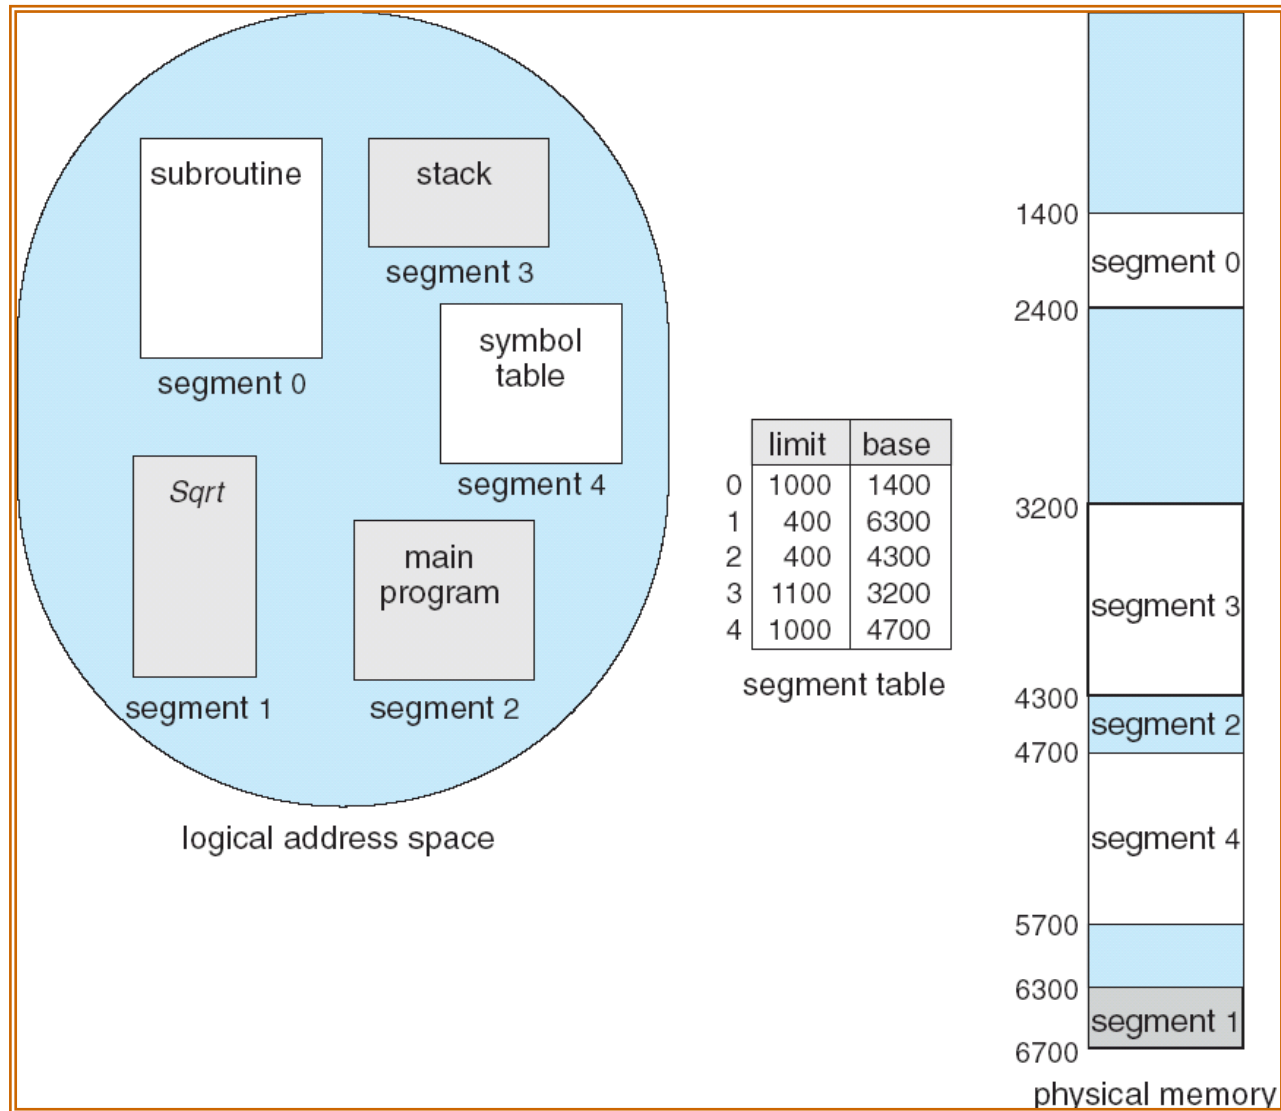 subroutine
segment 0
stack
segment 3
symbol
table
segment 4
Sqrt
segment 1
main
program
segment 2
logical address space
limit base
0 1000 1400
1 400 6300
2 400 4300
3 1100 3200
4 1000 4700
segment table
1400
segment 0
2400
3200
segment 3
4300
segment 2
4700
segment 4
5700
6300
segment 1
6700
physical memory